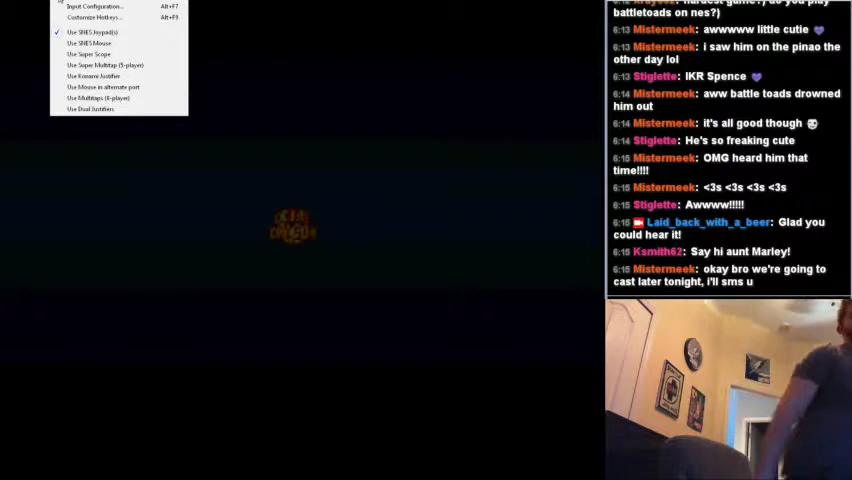 Input Configuration... Alt+F7
Customize Hotkeys... Alt+F9
Use SNES Joypad(s)
Use SNES Mouse
Use Super Scope
Use Super Multitap (5-player)
Use Konami Justifier
Use Mouse in alternate port
Use Multitaps (8-player)
Use Dual Justifiers
hardest game?) do you play
battletoads on nes?)
6:13 Mistermeek: awwwww little cutie
6:13 Mistermeek: i saw him on the pinao the
other day lol
6:13 Stiglette: IKR Spence
6:14 Mistermeek: aww battle toads drowned
him out
6:14 Mistermeek: it's all good though
6:14 Stiglette: He's so freaking cute
6:15 Mistermeek: OMG heard him that
time!!!!
6:15 Mistermeek: <3s <3s <3s <3s
6:15 Stiglette: Awwww!!!!!
6:15 Laid_back_with_a_beer: Glad you
could hear it!
6:15 Ksmith62: Say hi aunt Marley!
6:15 Mistermeek: okay bro we're going to
cast later tonight, i'll sms u